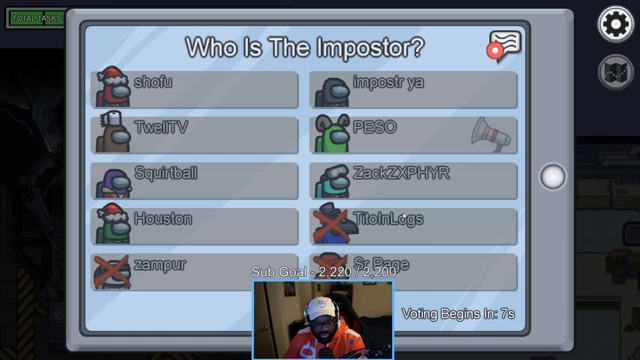 TOTAL TASKS
Who Is The Impostor?
shofu
impostr ya
TwellTV
PESO
Squirtball
ZackZXPHYR
Houston
TitoInLogs
zampur
Sr Page
Sub Goal - 2,220 / 2,200
Voting Begins In: 7s